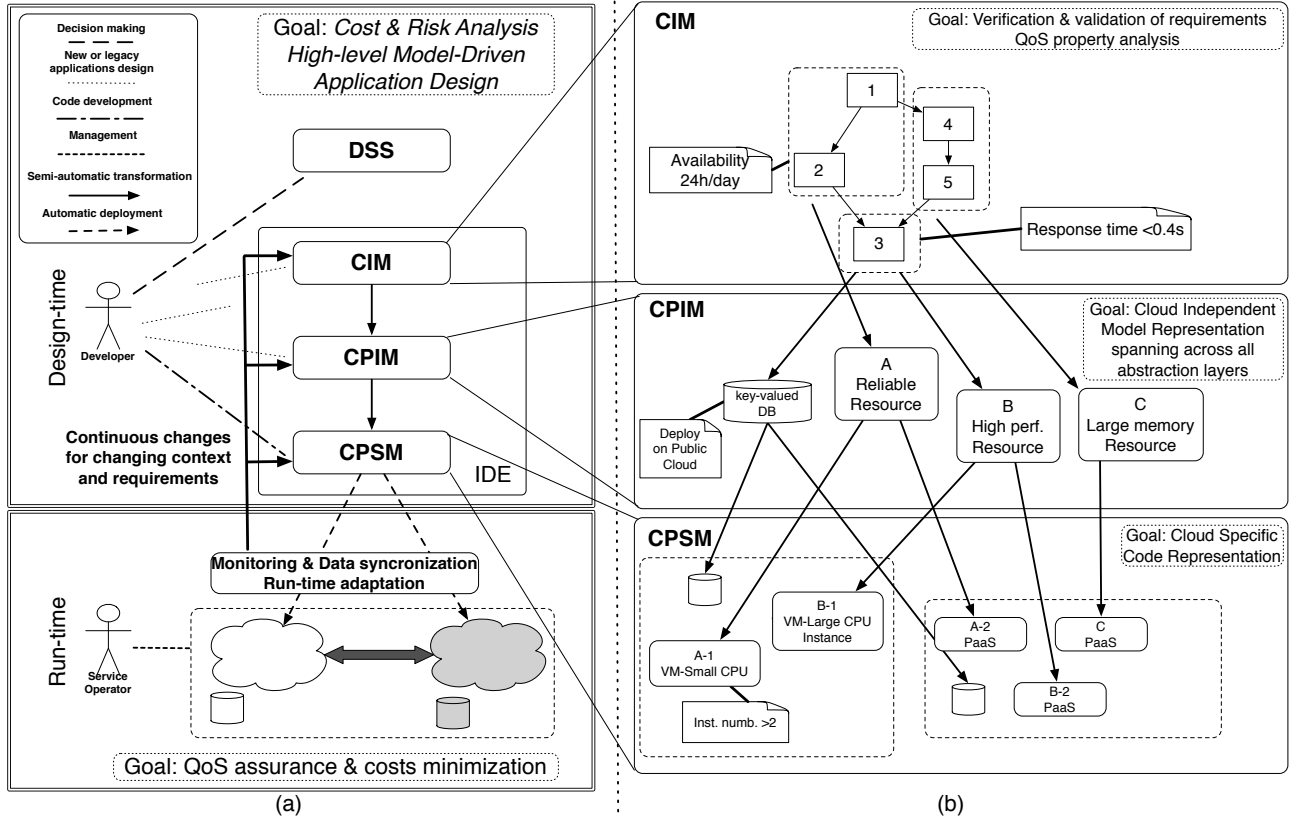 Decision making
New or legacy
applications design
Code development
Management
Semi-automatic transformation
Automatic deployment
Goal: Cost & Risk Analysis
High-level Model-Driven
Application Design
DSS
CIM
CPIM
CPSM
IDE
Design-time
Developer
Continuous changes
for changing context
and requirements
Run-time
Monitoring & Data syncronization
Run-time adaptation
Service
Operator
Goal: QoS assurance & costs minimization
(a)
CIM
Goal: Verification & validation of requirements
QoS property analysis
1
4
2
5
3
Availability
24h/day
Response time <0.4s
CPIM
Goal: Cloud Independent
Model Representation
spanning across all
abstraction layers
key-valued
DB
Deploy
on Public
Cloud
A
Reliable
Resource
B
High perf.
Resource
C
Large memory
Resource
CPSM
Goal: Cloud Specific
Code Representation
B-1
VM-Large CPU
Instance
A-1
VM-Small CPU
Inst. numb. >2
A-2
PaaS
C
PaaS
B-2
PaaS
(b)